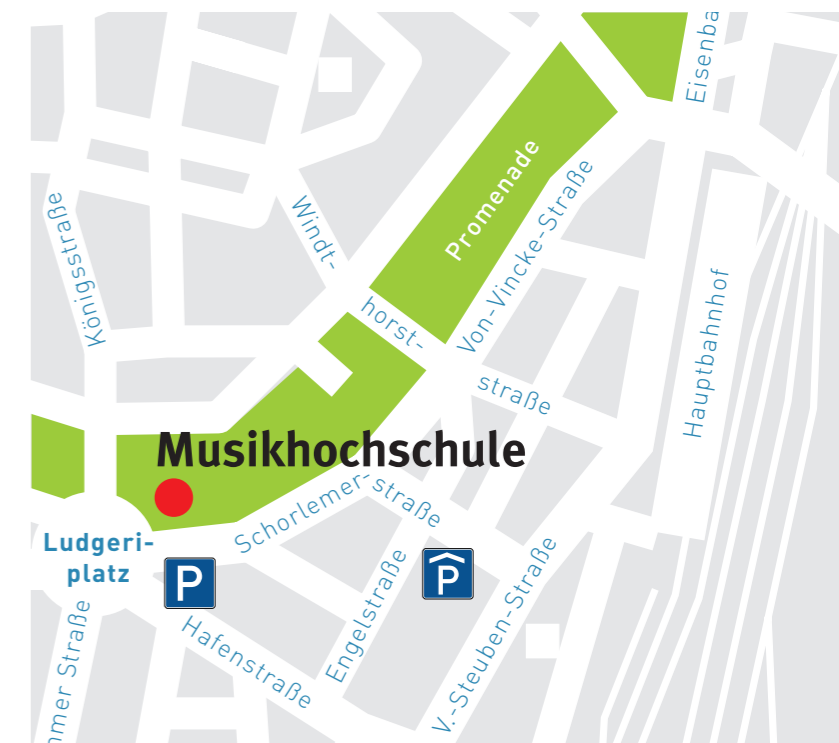 Eisenba
Promenade
Windt-
horst-
straße
Königsstraße
Von-Vincke-Straße
Hauptbahnhof
Musikhochschule
Schorlemer-straße
Ludgeri-
platz
P
P
Engelstraße
V.-Steuben-Straße
Hafenstraße
mmer Straße